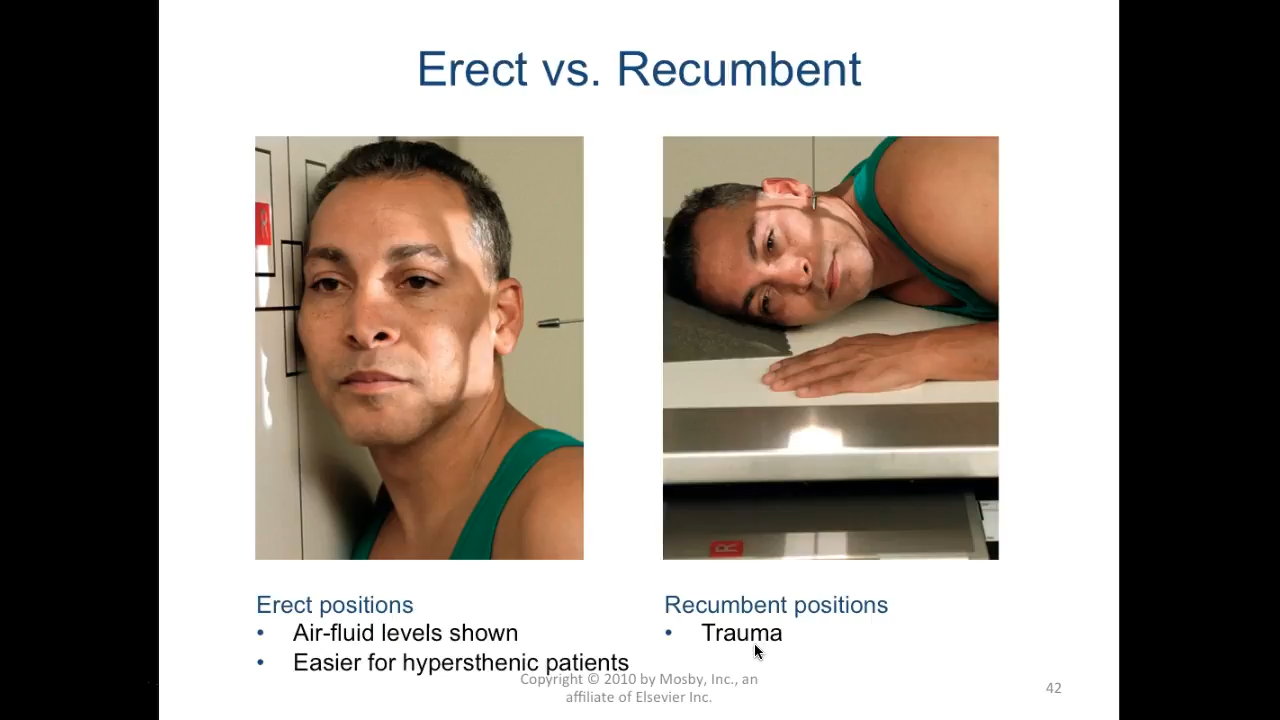 Erect vs. Recumbent
R
R
Erect positions
• Air-fluid levels shown
• Easier for hypersthenic patients
Recumbent positions
• Trauma
Copyright © 2010 by Mosby, Inc., an
affiliate of Elsevier Inc.
42